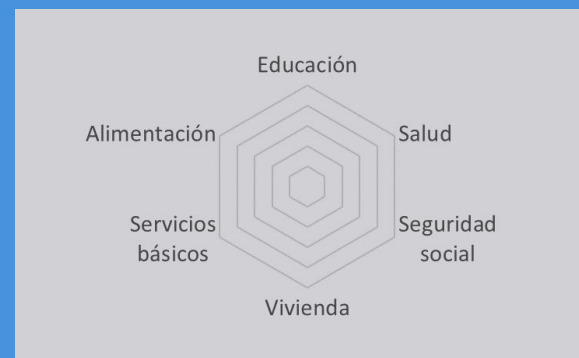 Educación
Alimentación
Salud
Servicios
básicos
Seguridad
social
Vivienda